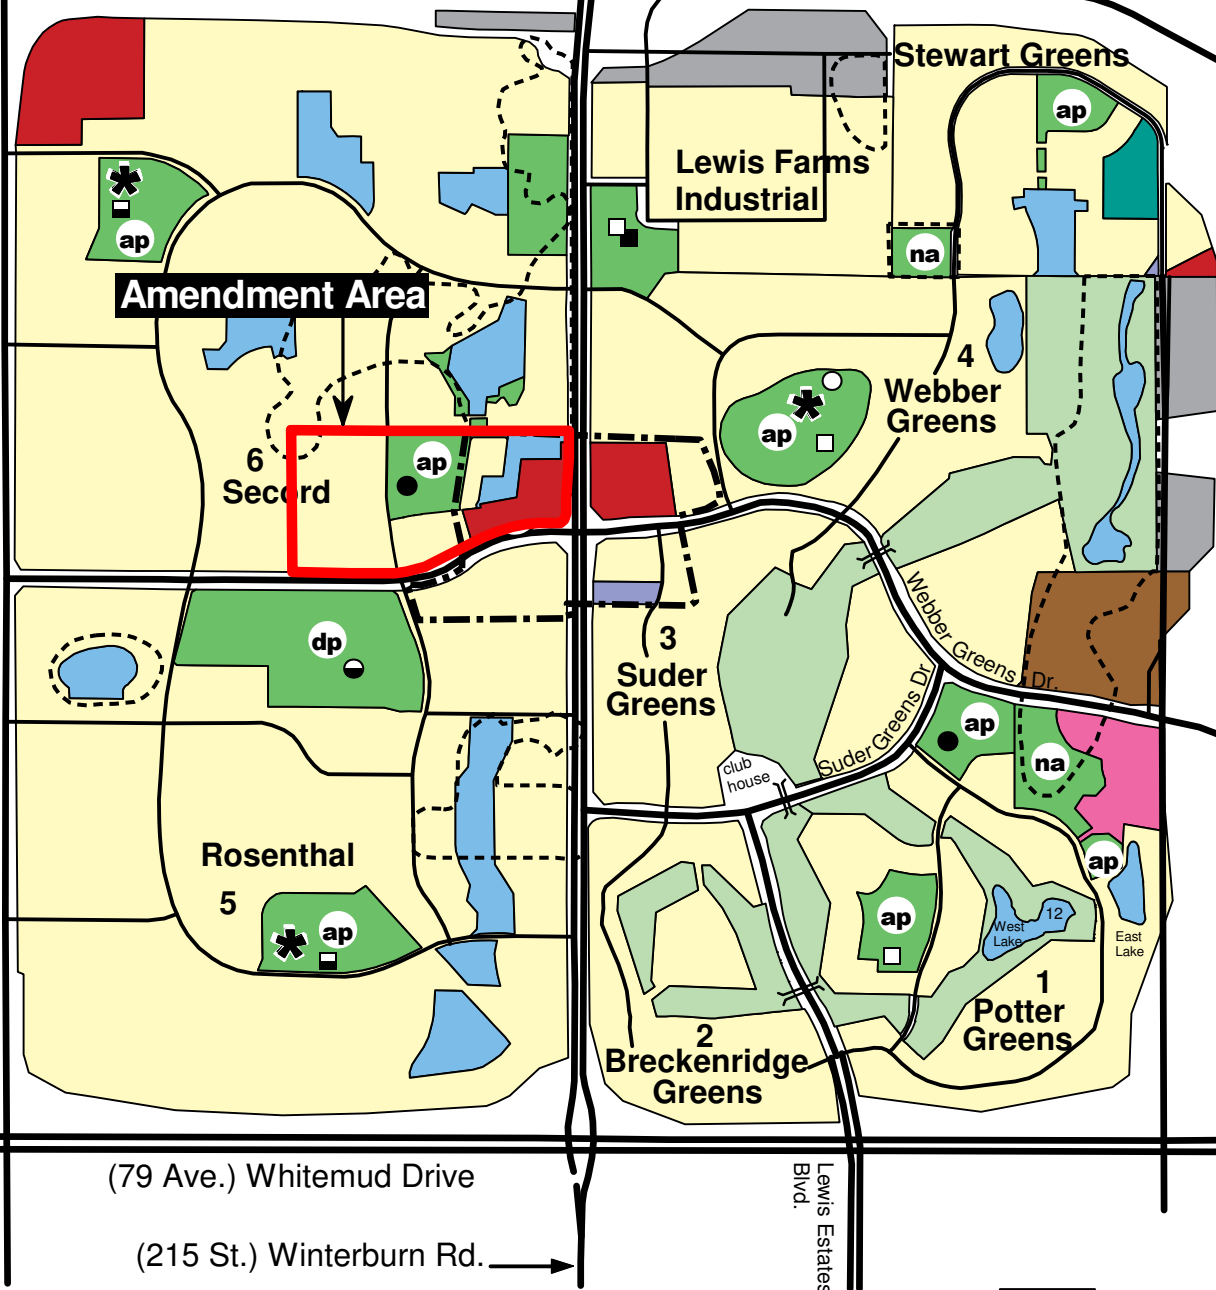 Stewart Greens
ap
Lewis Farms
Industrial
ap
na
Amendment Area
4
Webber
Greens
ap
ap
6
Secord
Webber Greens Dr.
dp
3
Suder
Greens
Suder Greens Dr
ap
club
house
na
Rosenthal
5
ap
ap
ap
12
West
Lake
East
Lake
1
Potter
Greens
2
Breckenridge
Greens
(79 Ave.) Whitemud Drive
Lewis Estates
Blvd.
(215 St.) Winterburn Rd.